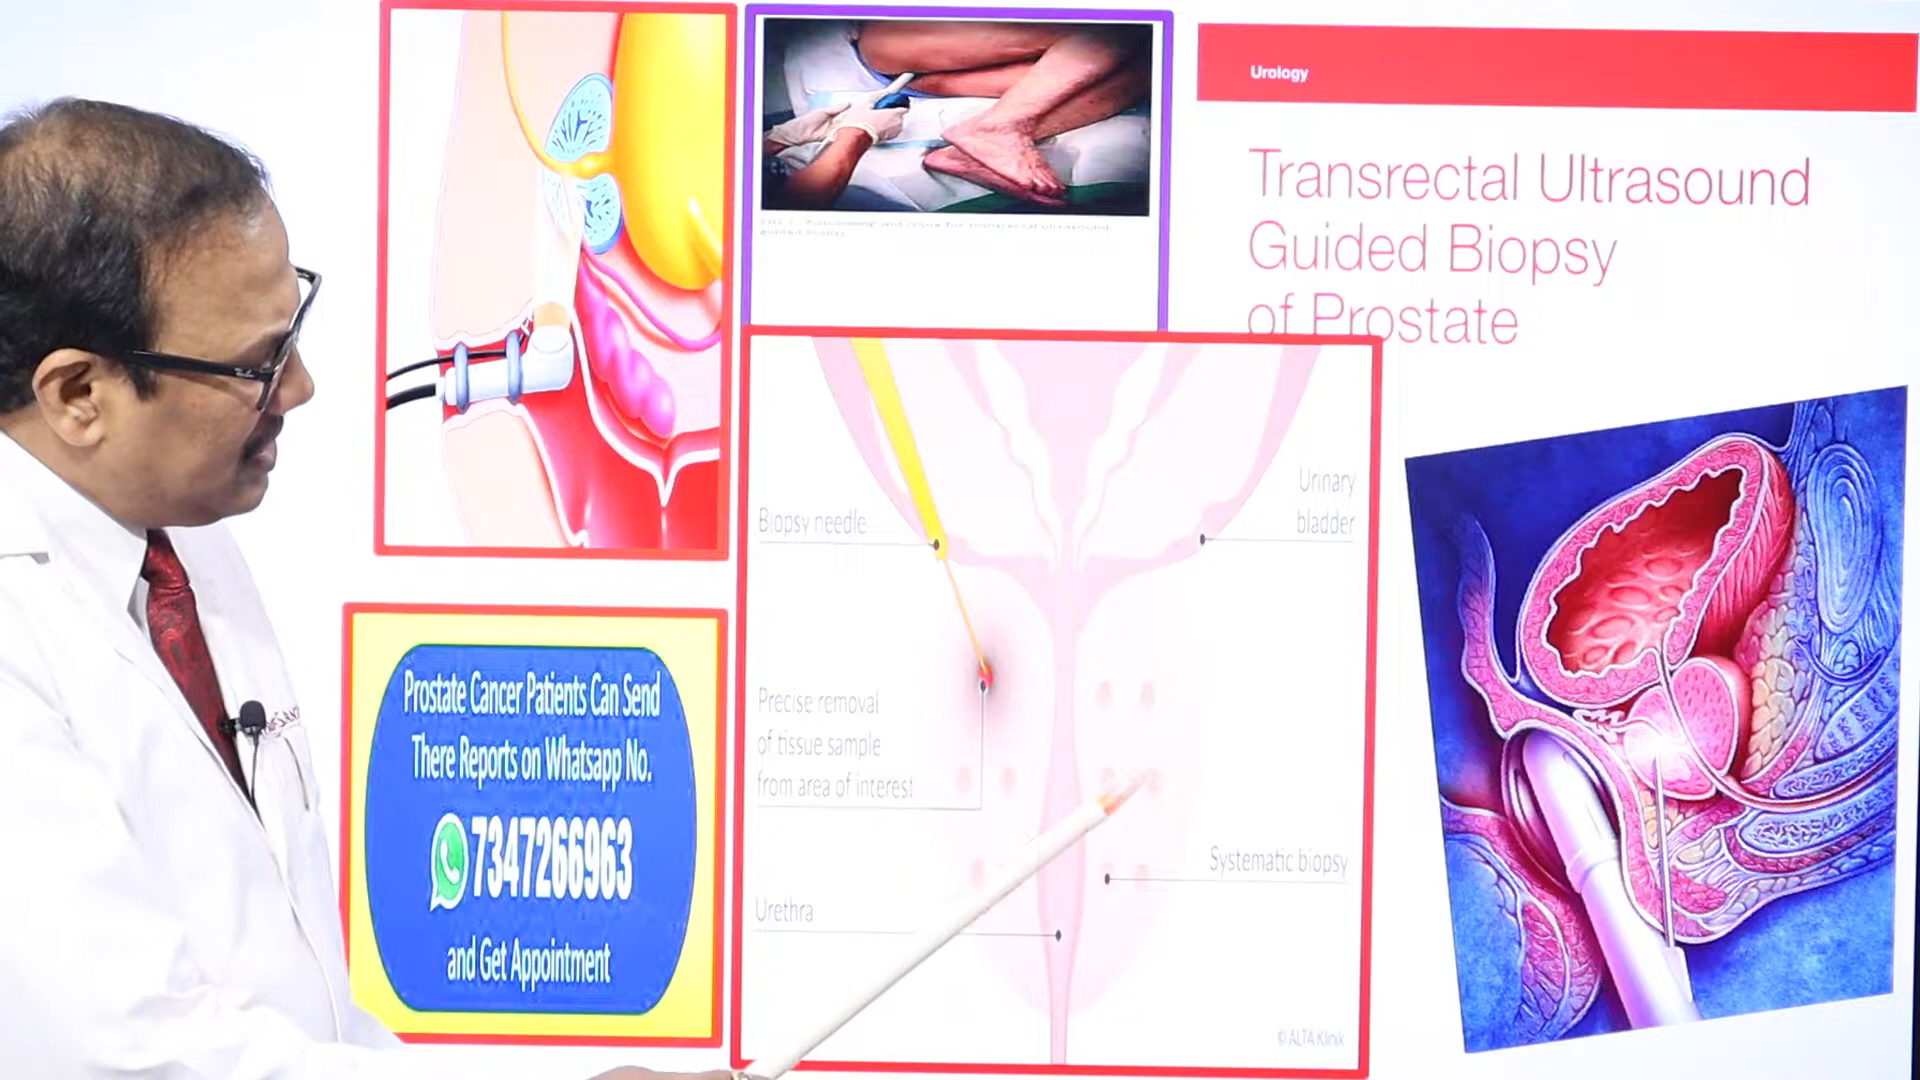 Urology
Transrectal Ultrasound
Guided Biopsy
of Prostate
Biopsy needle
Urinary
bladder
Precise removal
of tissue sample
from area of interest
Systematic biopsy
Urethra
© ALTA Klinik
Prostate Cancer Patients Can Send
There Reports on Whatsapp No.
7347266963
and Get Appointment